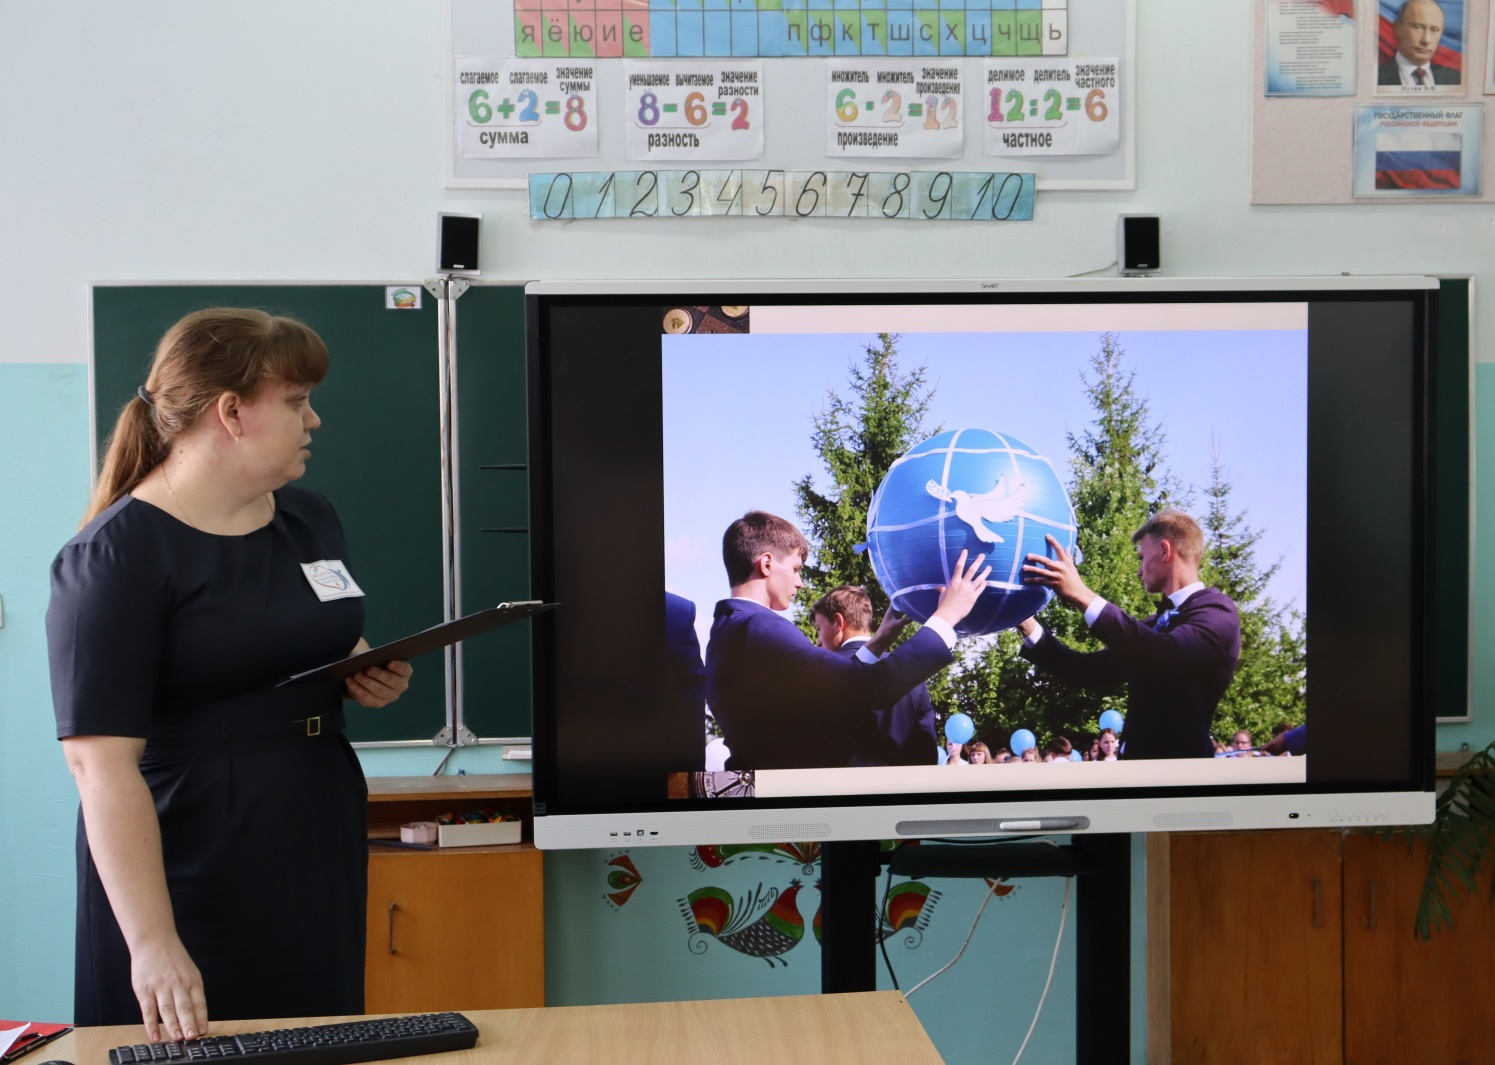 я ё ю и е п ф к т ш с х ц ч щ ь
слагаемое слагаемое значение суммы
6+2=8
сумма
уменьшаемое вычитаемое значение разности
8-6=2
разность
множитель множитель значение произведения
6·2=12
произведение
делимое делитель значение частного
12:2=6
частное
0 1 2 3 4 5 6 7 8 9 10
Путин В.В.
ГОСУДАРСТВЕННЫЙ ФЛАГ
РОССИЙСКОЙ ФЕДЕРАЦИИ
SMART